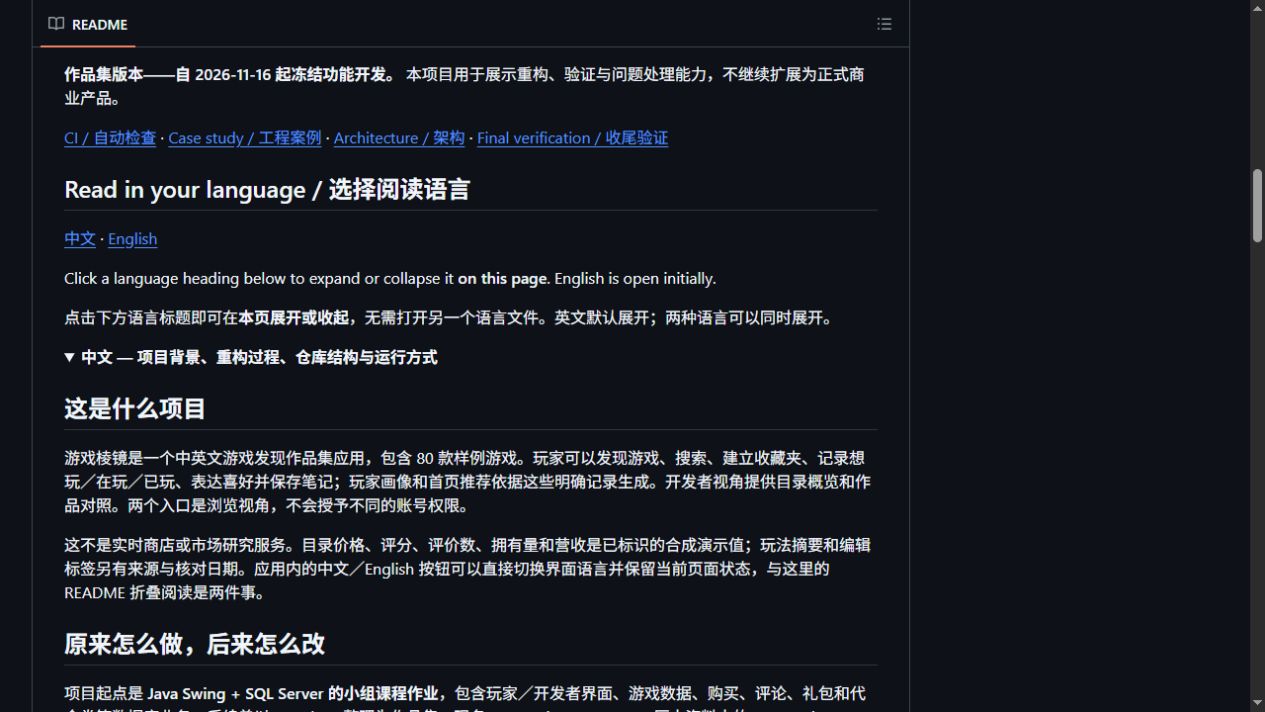 README
作品集版本——自 2026-11-16 起冻结功能开发。 本项目用于展示重构、验证与问题处理能力，不继续扩展为正式商
业产品。
CI / 自动检查 · Case study / 工程案例 · Architecture / 架构 · Final verification / 收尾验证
Read in your language / 选择阅读语言
中文 · English
Click a language heading below to expand or collapse it on this page. English is open initially.
点击下方语言标题即可在本页展开或收起，无需打开另一个语言文件。英文默认展开；两种语言可以同时展开。
▼ 中文 — 项目背景、重构过程、仓库结构与运行方式
这是什么项目
游戏棱镜是一个中英文游戏发现作品集应用，包含 80 款样例游戏。玩家可以发现游戏、搜索、建立收藏夹、记录想
玩／在玩／已玩、表达喜好并保存笔记；玩家画像和首页推荐依据这些明确记录生成。开发者视角提供目录概览和作
品对照。两个入口是浏览视角，不会授予不同的账号权限。
这不是实时商店或市场研究服务。目录价格、评分、评价数、拥有量和营收是已标识的合成演示值；玩法摘要和编辑
标签另有来源与核对日期。应用内的中文／English 按钮可以直接切换界面语言并保留当前页面状态，与这里的
README 折叠阅读是两件事。
原来怎么做，后来怎么改
项目起点是 Java Swing + SQL Server 的小组课程作业，包含玩家／开发者界面、游戏数据、购买、评论、礼包和代